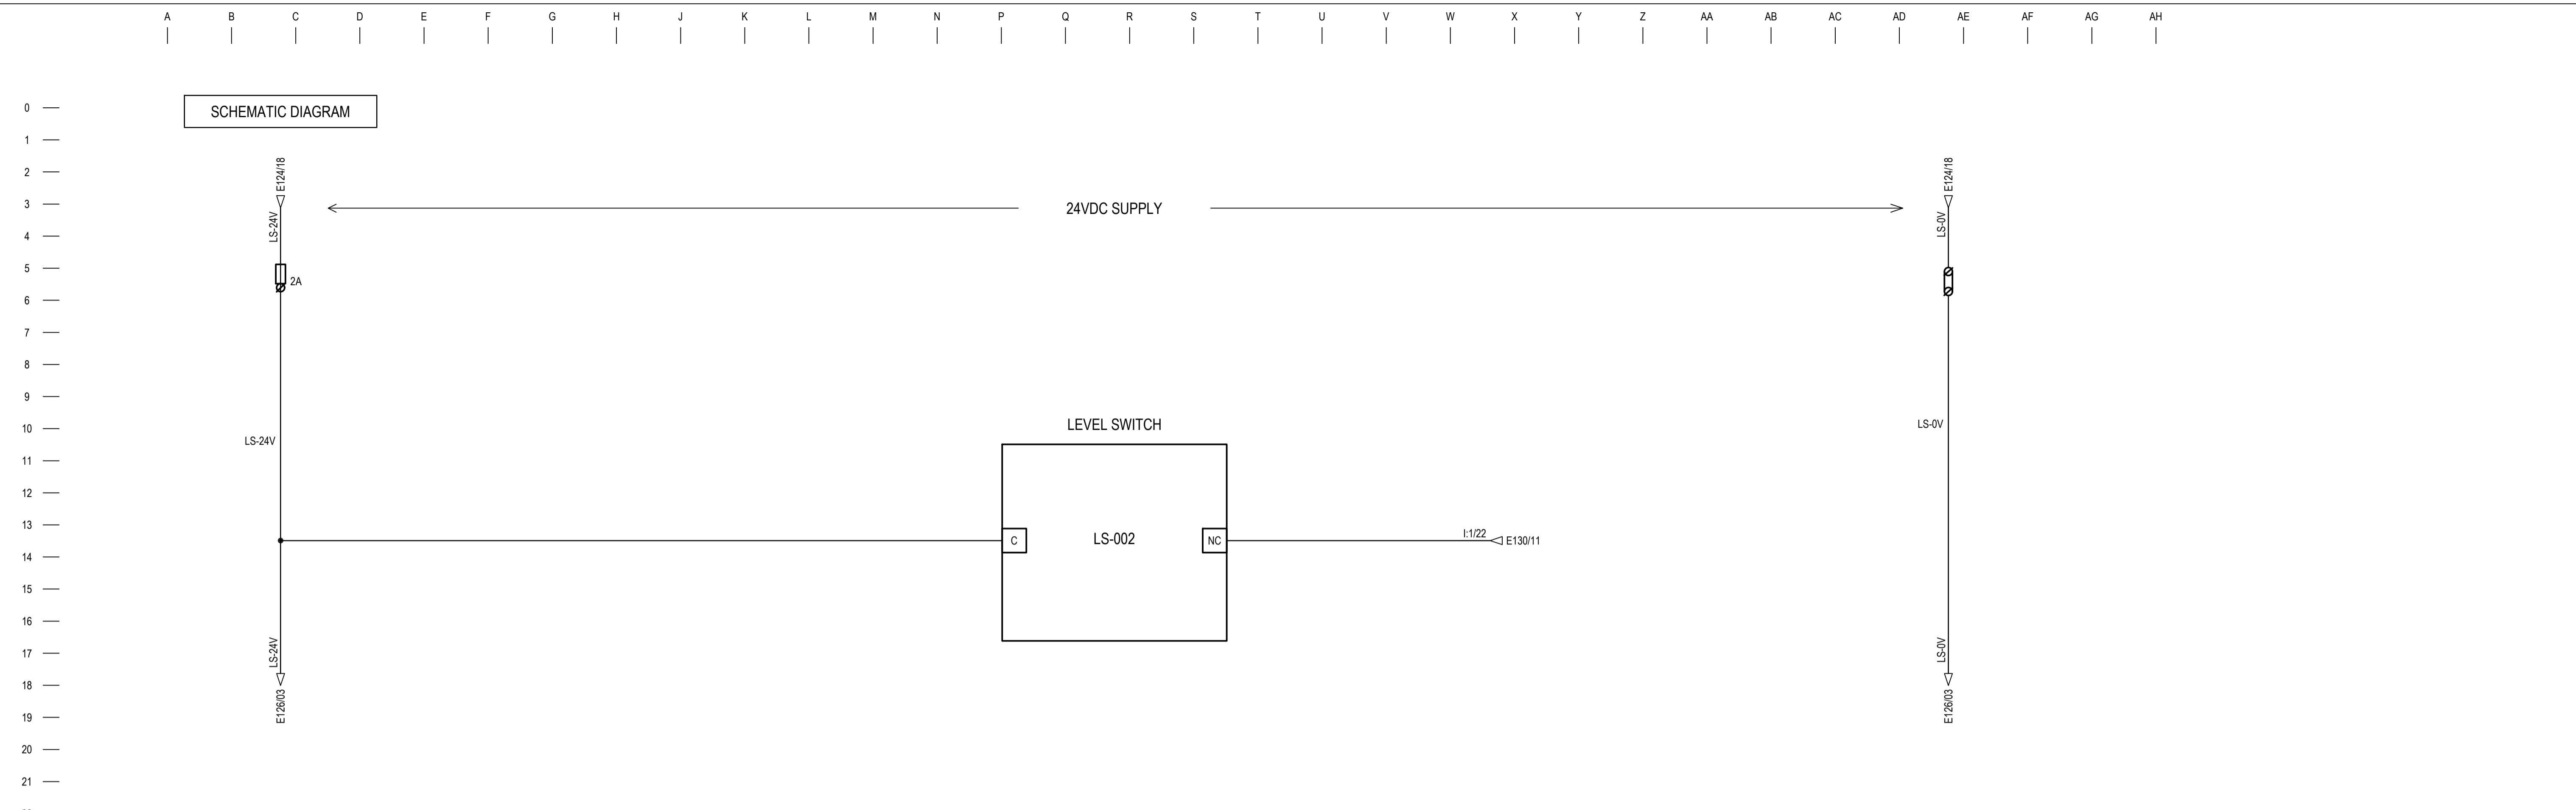 A B C D E F G H J K L M N P Q R S T U V W X Y Z AA AB AC AD AE AF AG AH
0
SCHEMATIC DIAGRAM
1
2
E124/18
E124/18
3
24VDC SUPPLY
LS-24V
LS-0V
4
5
2A
6
7
8
9
10
LEVEL SWITCH
LS-0V
LS-24V
11
12
13
I:1/22
C
LS-002
NC
E130/11
14
15
16
17
LS-24V
LS-0V
18
E126/03
E126/03
19
20
21